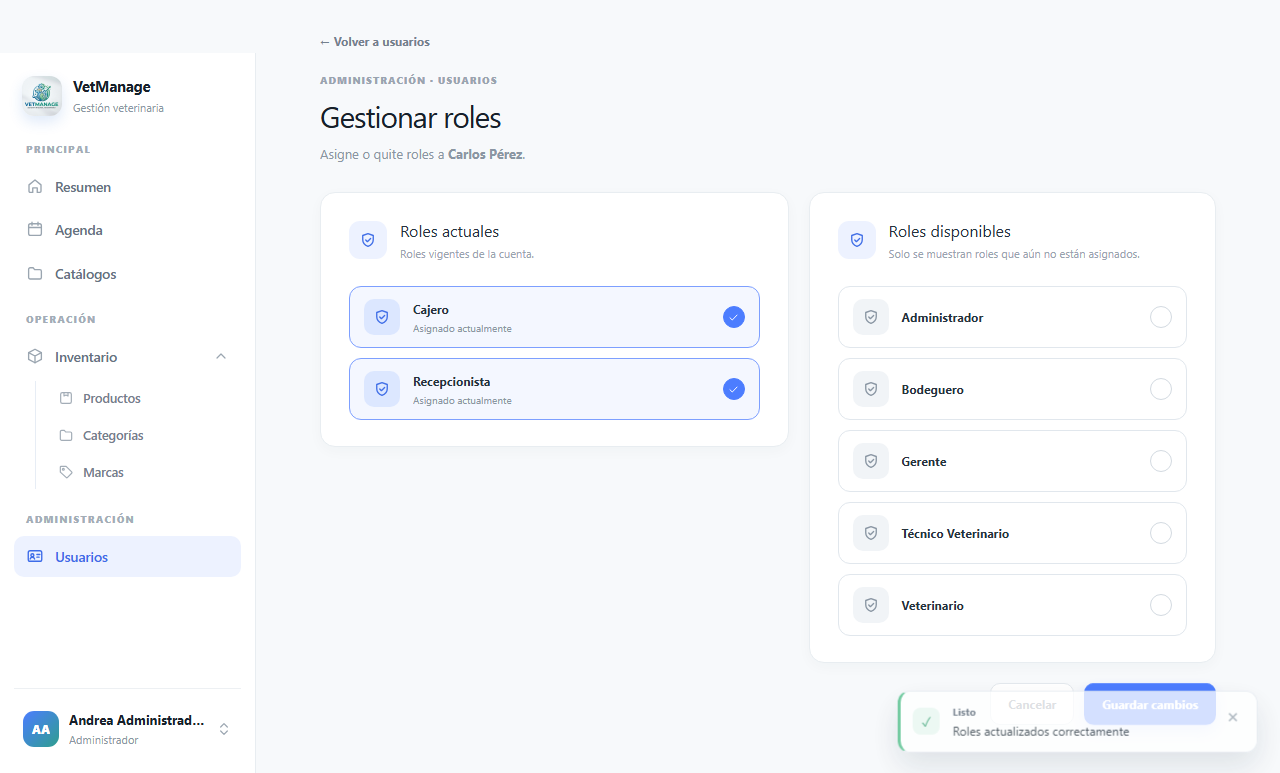 ← Volver a usuarios
VETMANAGE
VetManage
Gestión veterinaria
PRINCIPAL
Resumen
Agenda
Catálogos
OPERACIÓN
Inventario
Productos
Categorías
Marcas
ADMINISTRACIÓN
Usuarios
AA
Andrea Administrad...
Administrador
ADMINISTRACIÓN · USUARIOS
Gestionar roles
Asigne o quite roles a Carlos Pérez.
Roles actuales
Roles vigentes de la cuenta.
Cajero
Asignado actualmente
Recepcionista
Asignado actualmente
Roles disponibles
Solo se muestran roles que aún no están asignados.
Administrador
Bodeguero
Gerente
Técnico Veterinario
Veterinario
Cancelar
Guardar cambios
Listo
Roles actualizados correctamente